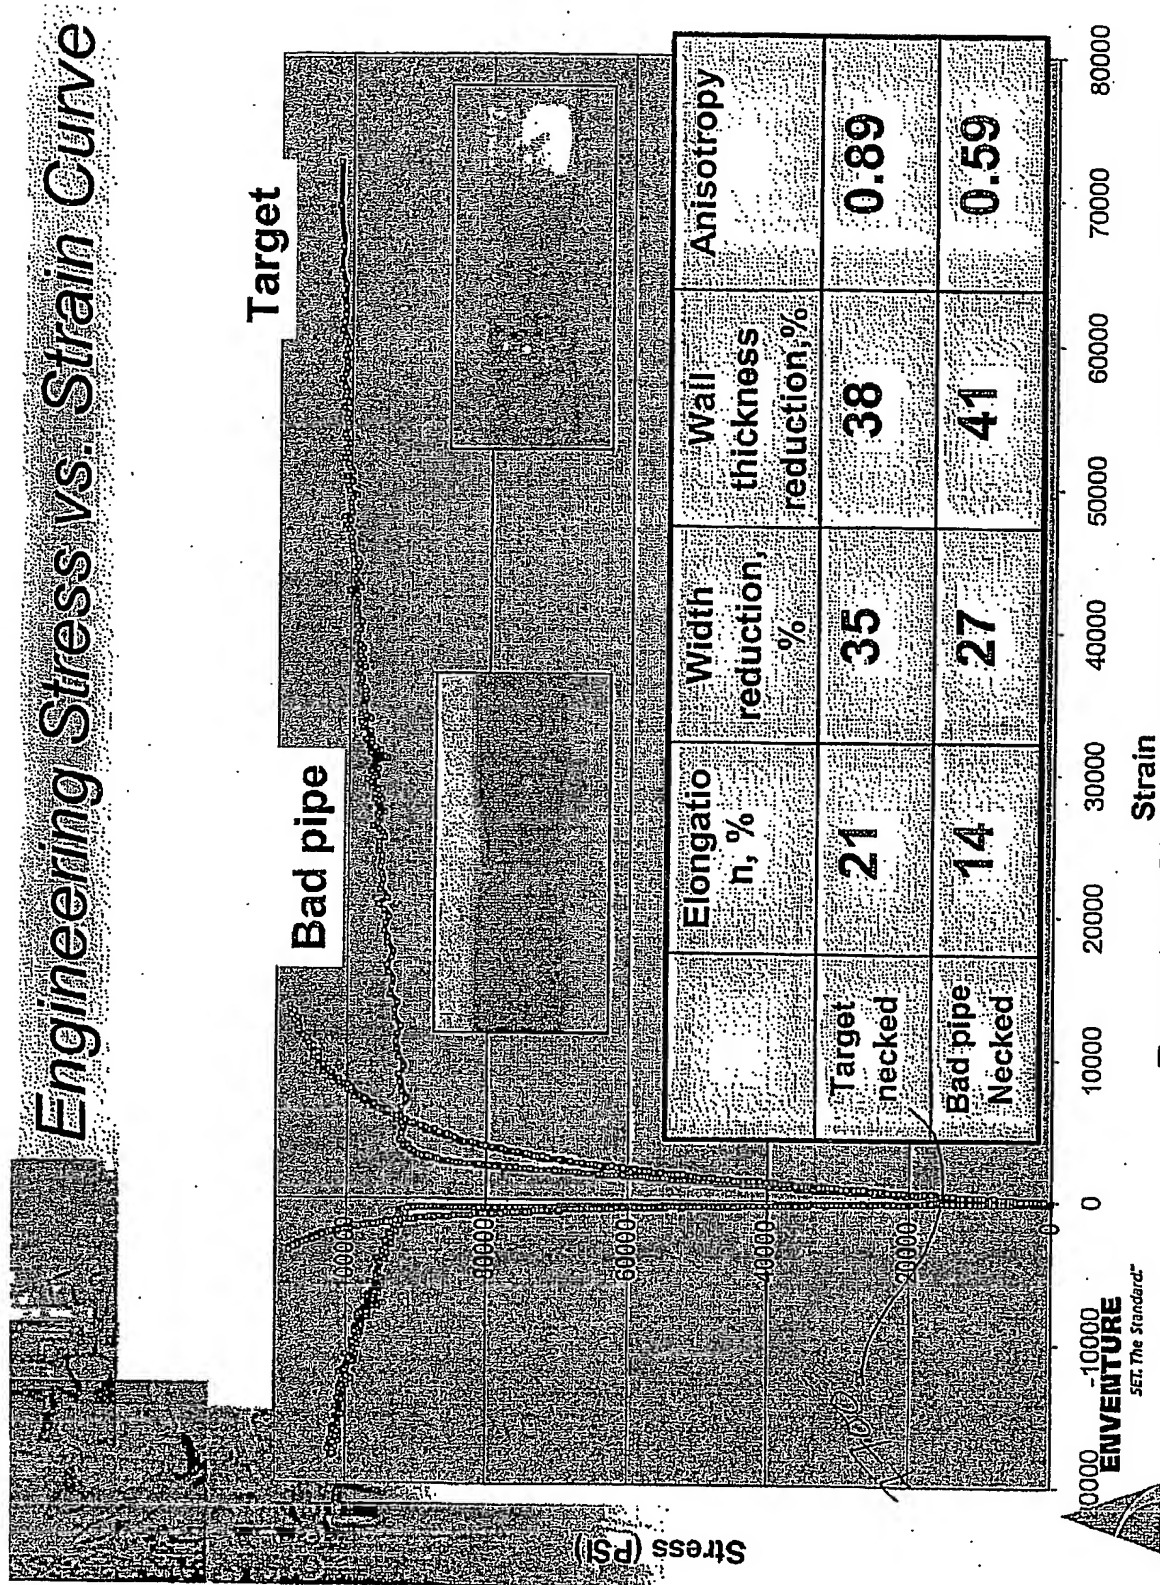 Engineering Stress vs. Strain Curve
Target
Bad pipe
Stress (PSI)
100000
80000
60000
40000
20000
0
Elongatio
n, %
Width
reduction,
%
Wall
thickness
reduction,%
Anisotropy
Target
necked
21
35
38
0.89
Bad pipe
Necked
14
27
41
0.59
0000
-10000
0
10000
20000
30000
40000
50000
60000
70000
80000
Strain
ENVENTURE
SET. The Standard.™